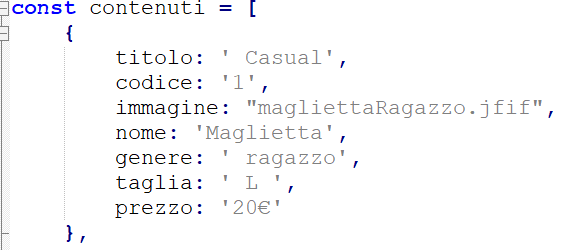 const contenuti = [
{
titolo: ' Casual',
codice: '1',
immagine: "magliettaRagazzo.jfif",
nome: 'Maglietta',
genere: ' ragazzo',
taglia: ' L ',
prezzo: '20€'
},